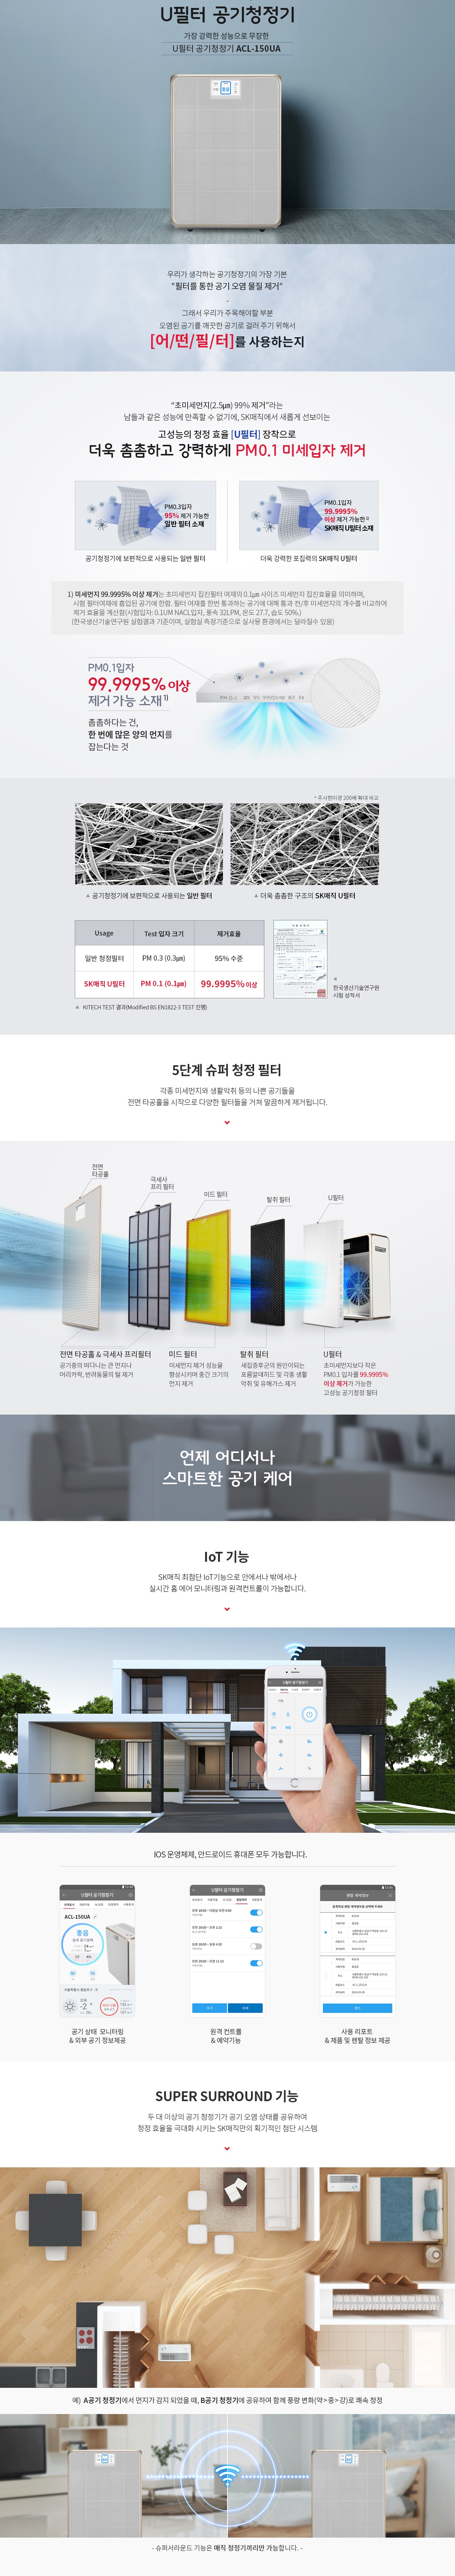 U필터 공기청정기
가장 강력한 성능으로 무장한
U필터 공기청정기 ACL-150UA
우리가 생각하는 공기청정기의 가장 기본
"필터를 통한 공기 오염 물질 제거"
-
그래서 우리가 주목해야할 부분
오염된 공기를 깨끗한 공기로 걸러 주기 위해서
[어/떤/필/터]를 사용하는지
“초미세먼지(2.5㎛) 99% 제거”라는
남들과 같은 성능에 만족할 수 없기에, SK매직에서 새롭게 선보이는
고성능의 청정 효율 [U필터] 장착으로
더욱 촘촘하고 강력하게 PM0.1 미세입자 제거
PM0.3입자
95% 제거 가능한
일반 필터 소재
공기청정기에 보편적으로 사용되는 일반 필터
PM0.1입자
99.9995%
이상 제거 가능한 1)
SK매직 U필터 소재
더욱 강력한 포집력의 SK매직 U필터
1) 미세먼지 99.9995% 이상 제거는 초미세먼지 집진필터 여재의 0.1㎛ 사이즈 미세먼지 집진효율을 의미하며,
시험 필터여재에 흡입된 공기에 한함. 필터 여재를 한번 통과하는 공기에 대해 통과 전/후 미세먼지의 개수를 비교하여
제거 효율을 계산함(시험입자: 0.1UM NACL입자, 풍속 32LPM, 온도 27.7, 습도 50%.)
(한국생산기술연구원 실험결과 기준이며, 실험실 측정기준으로 실사용 환경에서는 달라질수 있음)
PM0.1입자
99.9995% 이상
제거 가능 소재 1)
촘촘하다는 건,
한 번에 많은 양의 먼지를
잡는다는 것
* 주사현미경 200배 확대 비교
공기청정기에 보편적으로 사용되는 일반 필터
더욱 촘촘한 구조의 SK매직 U필터
Usage Test 입자 크기 제거효율
일반 청정필터 PM 0.3 (0.3㎛) 95% 수준
SK매직 U필터 PM 0.1 (0.1㎛) 99.9995% 이상
한국생산기술연구원
시험 성적서
KITECH TEST 결과(Modified BS EN1822-3 TEST 진행)
5단계 슈퍼 청정 필터
각종 미세먼지와 생활악취 등의 나쁜 공기들을
전면 타공홀을 시작으로 다양한 필터들을 거쳐 말끔하게 제거됩니다.
전면
타공홀
극세사
프리 필터
미드 필터
탈취 필터
U필터
전면 타공홀 & 극세사 프리필터
공기중의 떠다니는 큰 먼지나
머리카락, 반려동물의 털 제거
미드 필터
미세먼지 제거 성능을
향상시키며 중간 크기의
먼지 제거
탈취 필터
새집증후군의 원인이되는
포름알데히드 및 각종 생활
악취 및 유해가스 제거
U필터
초미세먼지보다 작은
PM0.1 입자를 99.9995%
이상 제거가 가능한
고성능 공기청정 필터
언제 어디서나
스마트한 공기 케어
IoT 기능
SK매직 최첨단 IoT기능으로 안에서나 밖에서나
실시간 홈 에어 모니터링과 원격컨트롤이 가능합니다.
U필터 공기청정기
IOS 운영체제, 안드로이드 휴대폰 모두 가능합니다.
U필터 공기청정기
ACL-150UA
좋음
U필터 공기청정기
렌탈 계약정보
공기 상태 모니터링
& 외부 공기 정보제공
원격 컨트롤
& 예약기능
사용 리포트
& 제품 및 렌탈 정보 제공
SUPER SURROUND 기능
두 대 이상의 공기 청정기가 공기 오염 상태를 공유하여
청정 효율을 극대화 시키는 SK매직만의 획기적인 첨단 시스템
예) A공기 청정기에서 먼지가 감지 되었을 때, B공기 청정기에 공유하여 함께 풍량 변화(약>중>강)로 쾌속 청정
- 슈퍼서라운드 기능은 매직 청정기끼리만 가능합니다. -